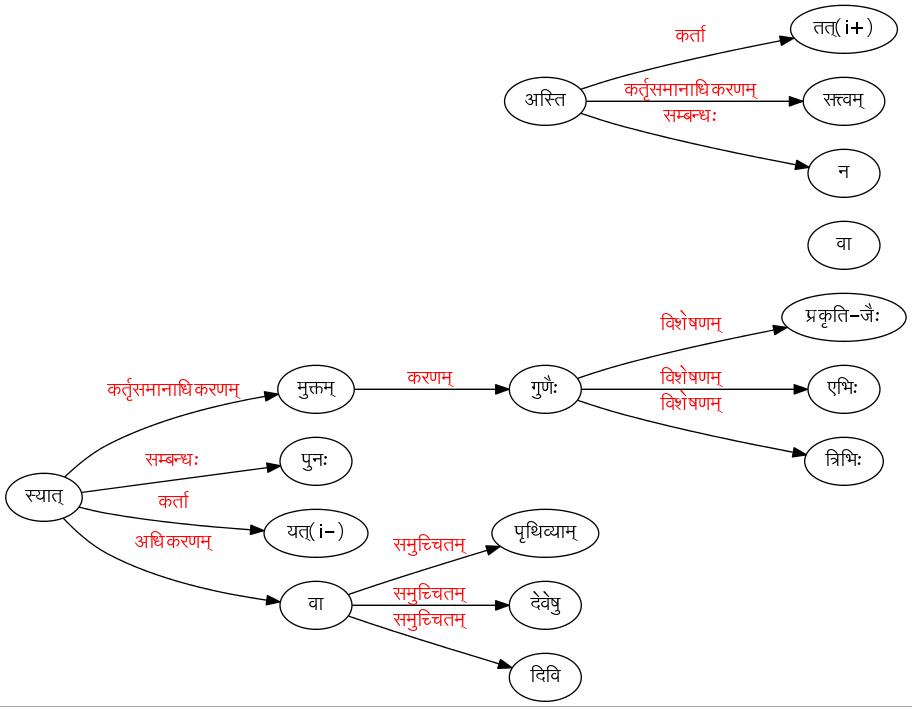 तत्(i+)
कर्ता
अस्ति
कर्तृसमानाधिकरणम्
सत्त्वम्
सम्बन्धः
न
वा
विशेषणम्
प्रकृति-जैः
कर्तृसमानाधिकरणम्
मुक्तम्
करणम्
गुणैः
विशेषणम्
एभिः
विशेषणम्
सम्बन्धः
पुनः
त्रिभिः
स्यात्
कर्ता
यत्(i-)
अधिकरणम्
समुच्चितम्
पृथिव्याम्
वा
समुच्चितम्
देवेषु
समुच्चितम्
दिवि